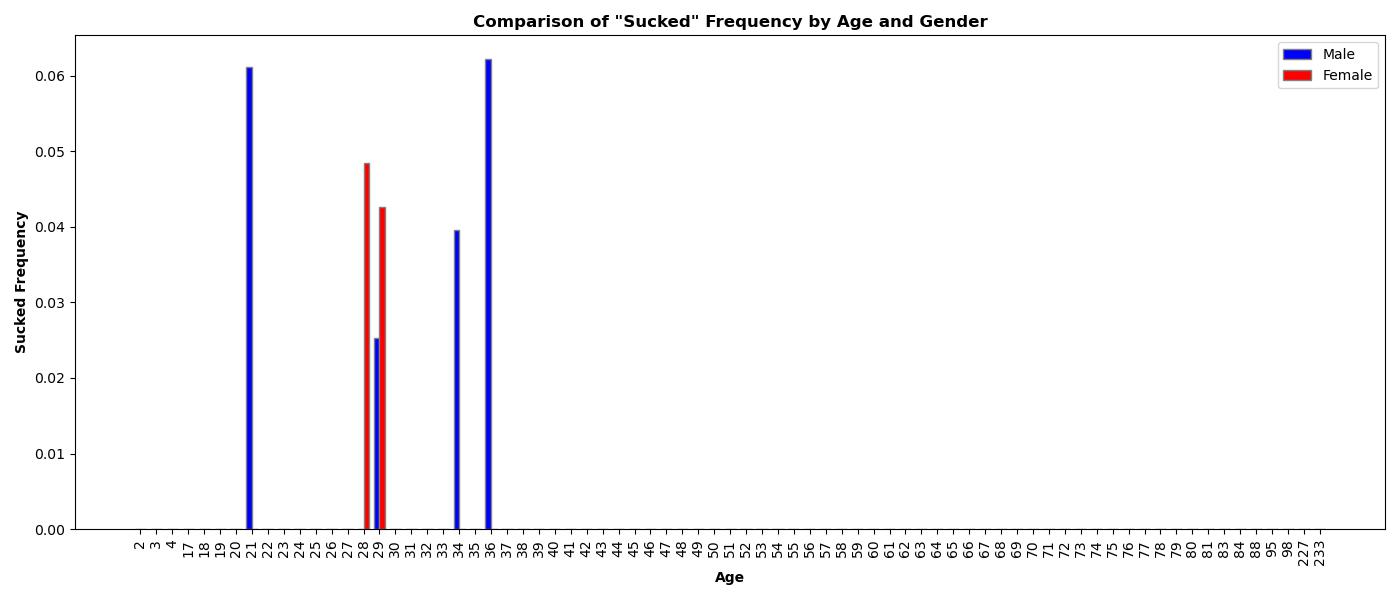 Comparison of "Sucked" Frequency by Age and Gender
Male
Female
Sucked Frequency
0.06
0.05
0.04
0.03
0.02
0.01
0.00
2 3 4 17 18 19 20 21 22 23 24 25 26 27 28 29 30 31 32 33 34 35 36 37 38 39 40 41 42 43 44 45 46 47 48 49 50 51 52 53 54 55 56 57 58 59 60 61 62 63 64 65 66 67 68 69 70 71 72 73 74 75 76 77 78 79 80 81 83 84 88 95 98 227 233
Age